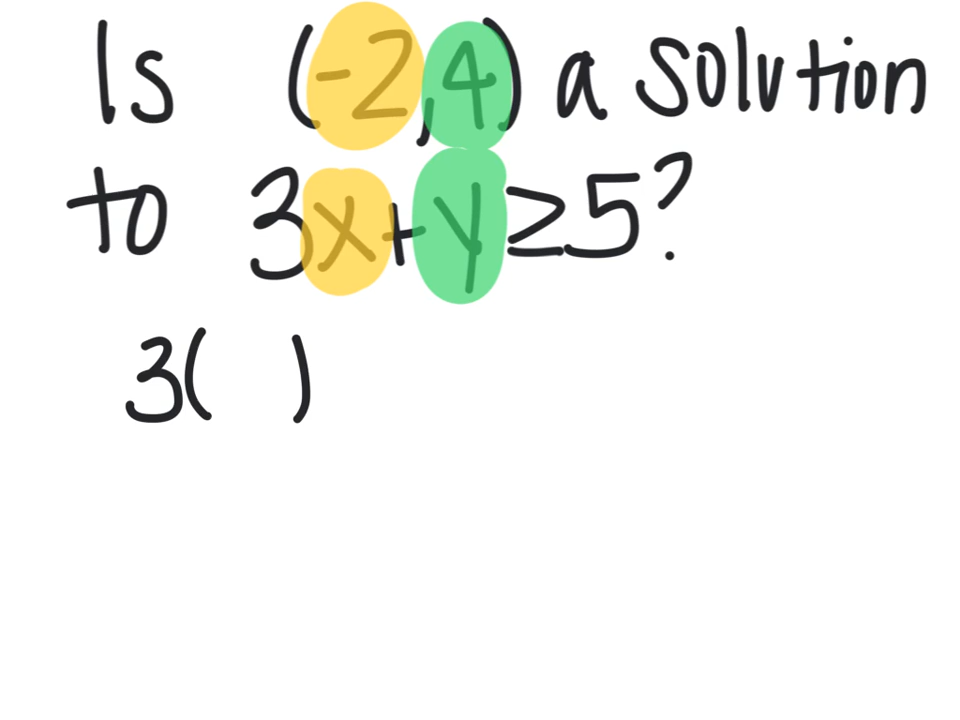 Is (-2,4) a solution
to 3x+y≥5?
3( )